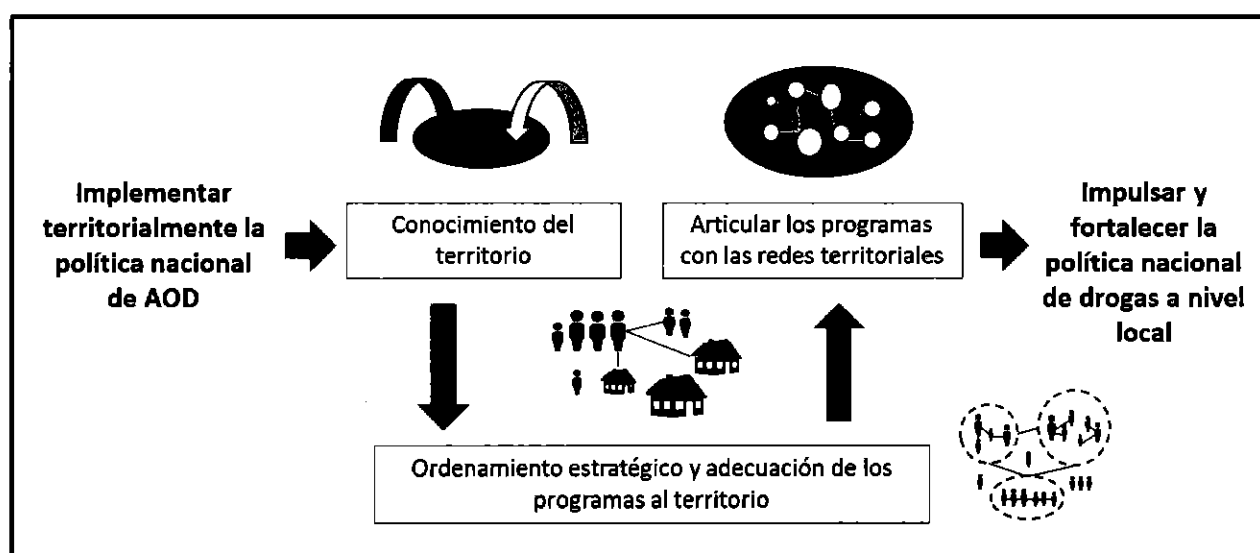 Implementar
territorialmente la
política nacional
de AOD
Conocimiento del
territorio
Articular los programas
con las redes territoriales
Impulsar y
fortalecer la
política nacional
de drogas a nivel
local
Ordenamiento estratégico y adecuación de los
programas al territorio